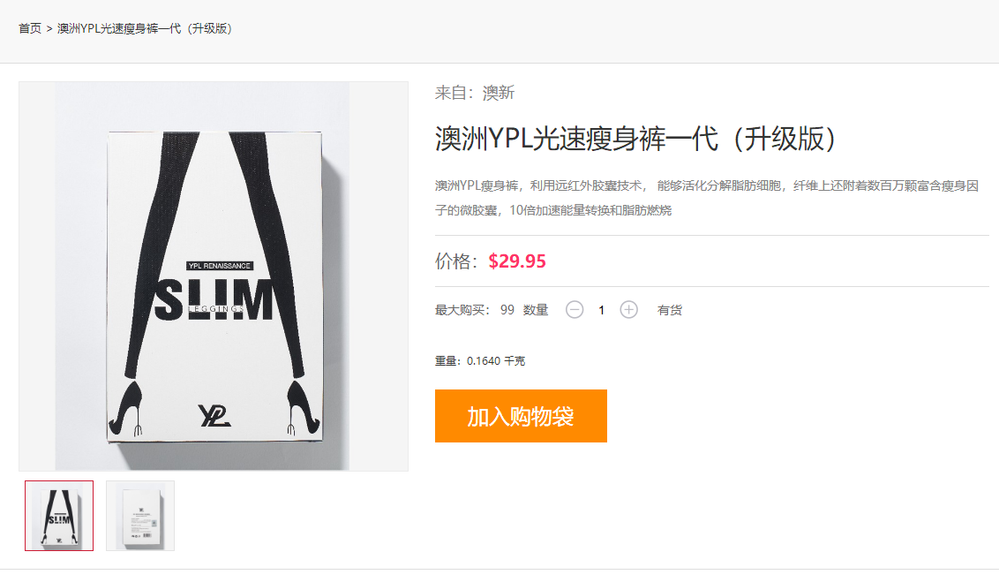 首页 > 澳洲YPL光速瘦身裤一代（升级版）
来自：澳新
澳洲YPL光速瘦身裤一代（升级版）
澳洲YPL瘦身裤，利用远红外胶囊技术， 能够活化分解脂肪细胞，纤维上还附着数百万颗富含瘦身因
子的微胶囊，10倍加速能量转换和脂肪燃烧
价格：$29.95
最大购买： 99 数量 1 有货
重量：0.1640 千克
加入购物袋
YPL RENAISSANCE
SLIM
LEGGINGS
YPL
SLIM